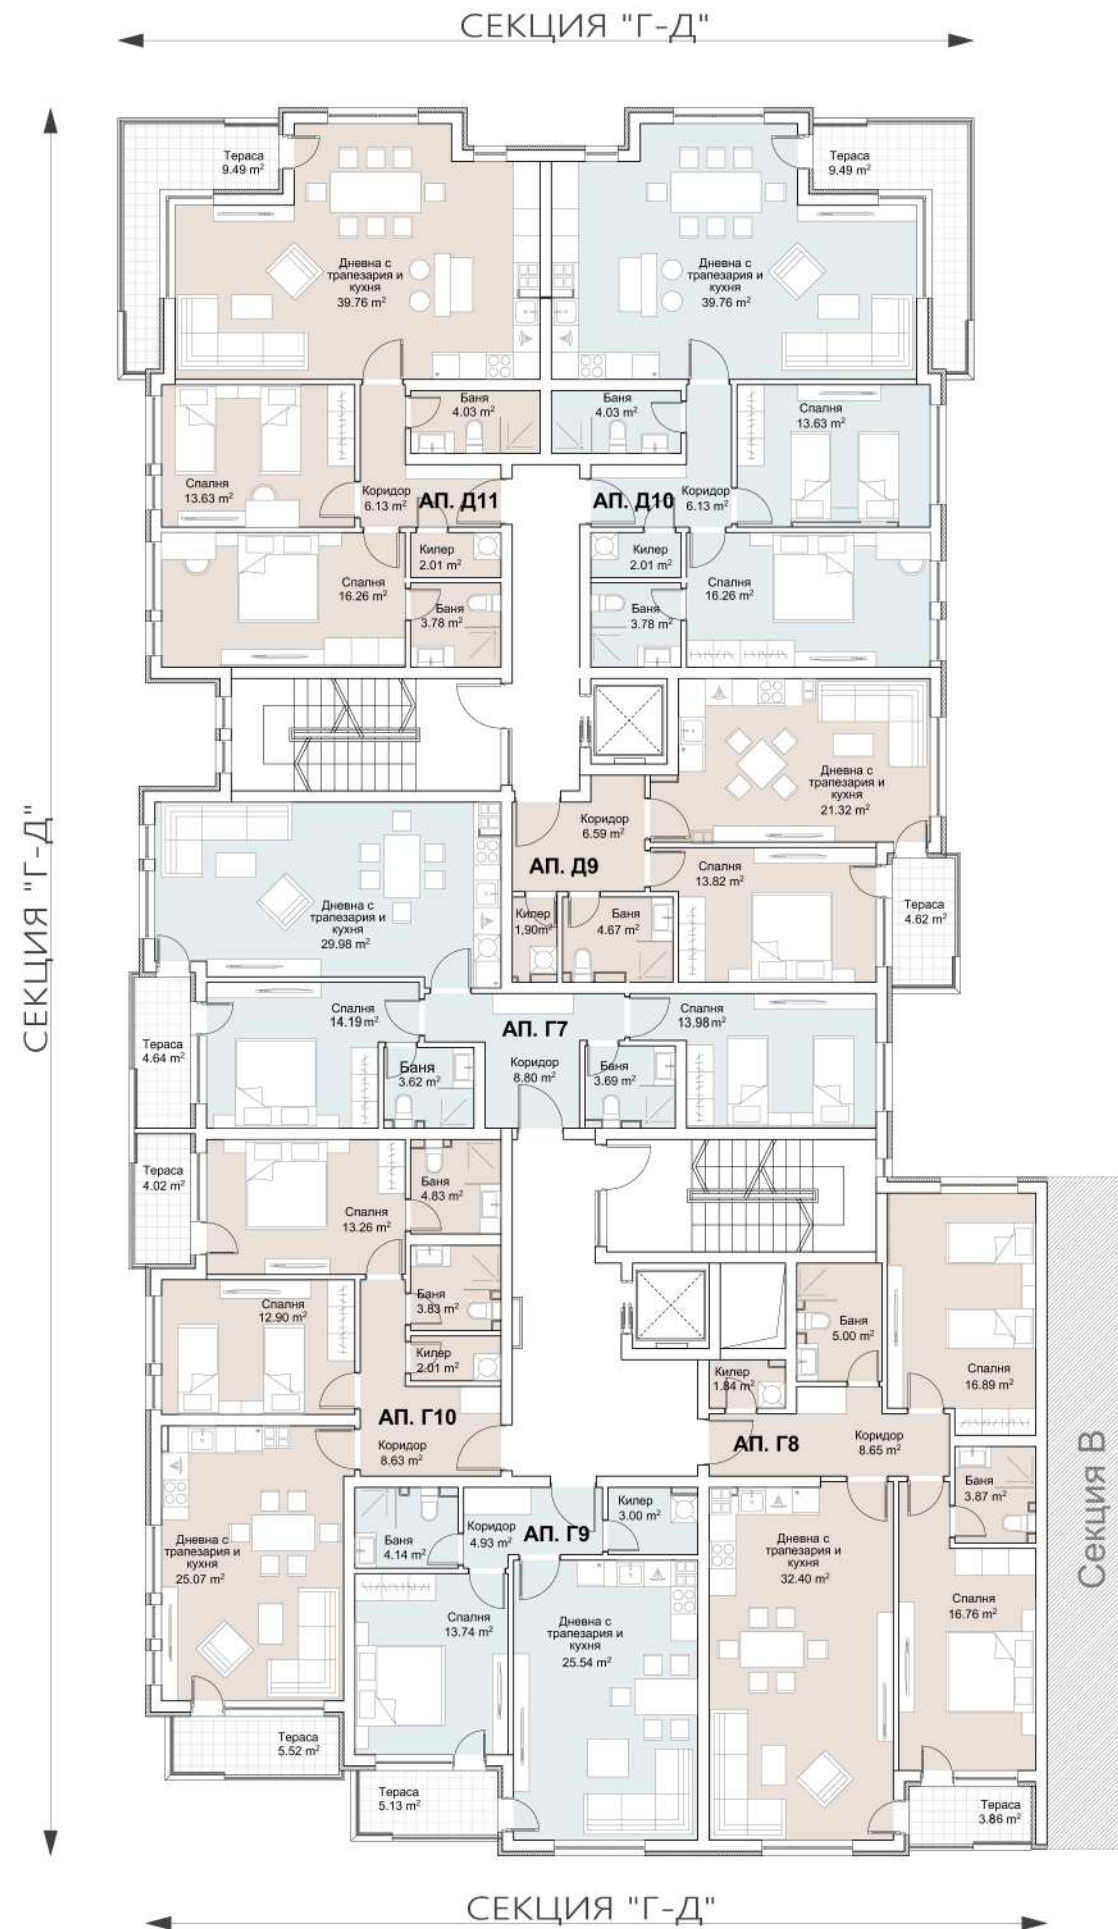 СЕКЦИЯ "Г-Д"
Тераса
9.49 m²
Тераса
9.49 m²
Дневна с
трапезария и
кухня
39.76 m²
Дневна с
трапезария и
кухня
39.76 m²
Баня
4.03 m²
Баня
4.03 m²
Спалня
13.63 m²
Спалня
13.63 m²
Коридор
6.13 m²
АП. Д11
АП. Д10
Коридор
6.13 m²
Килер
2.01 m²
Килер
2.01 m²
Спалня
16.26 m²
Спалня
16.26 m²
Баня
3.78 m²
Баня
3.78 m²
Дневна с
трапезария и
кухня
21.32 m²
Коридор
6.59 m²
АП. Д9
Спалня
13.82 m²
Тераса
4.62 m²
Килер
1,90m²
Баня
4.67 m²
СЕКЦИЯ "Г-Д"
Дневна с
трапезария и
кухня
29.98 m²
Спалня
14.19 m²
АП. Г7
Спалня
13.98 m²
Тераса
4.64 m²
Баня
3.62 m²
Коридор
8.80 m²
Баня
3.69 m²
Тераса
4.02 m²
Баня
4.83 m²
Спалня
13.26 m²
Баня
3.83 m²
Спалня
12.90 m²
Килер
2.01 m²
Баня
5.00 m²
Спалня
16.89 m²
Килер
1.84 m²
АП. Г10
Коридор
8.63 m²
АП. Г8
Коридор
8.65 m²
Баня
3.87 m²
Секция В
Дневна с
трапезария и
кухня
25.07 m²
Баня
4.14 m²
Коридор
4.93 m²
АП. Г9
Килер
3.00 m²
Дневна с
трапезария и
кухня
32.40 m²
Спалня
16.76 m²
Спалня
13.74 m²
Дневна с
трапезария и
кухня
25.54 m²
Тераса
5.52 m²
Тераса
5.13 m²
Тераса
3.86 m²
СЕКЦИЯ "Г-Д"